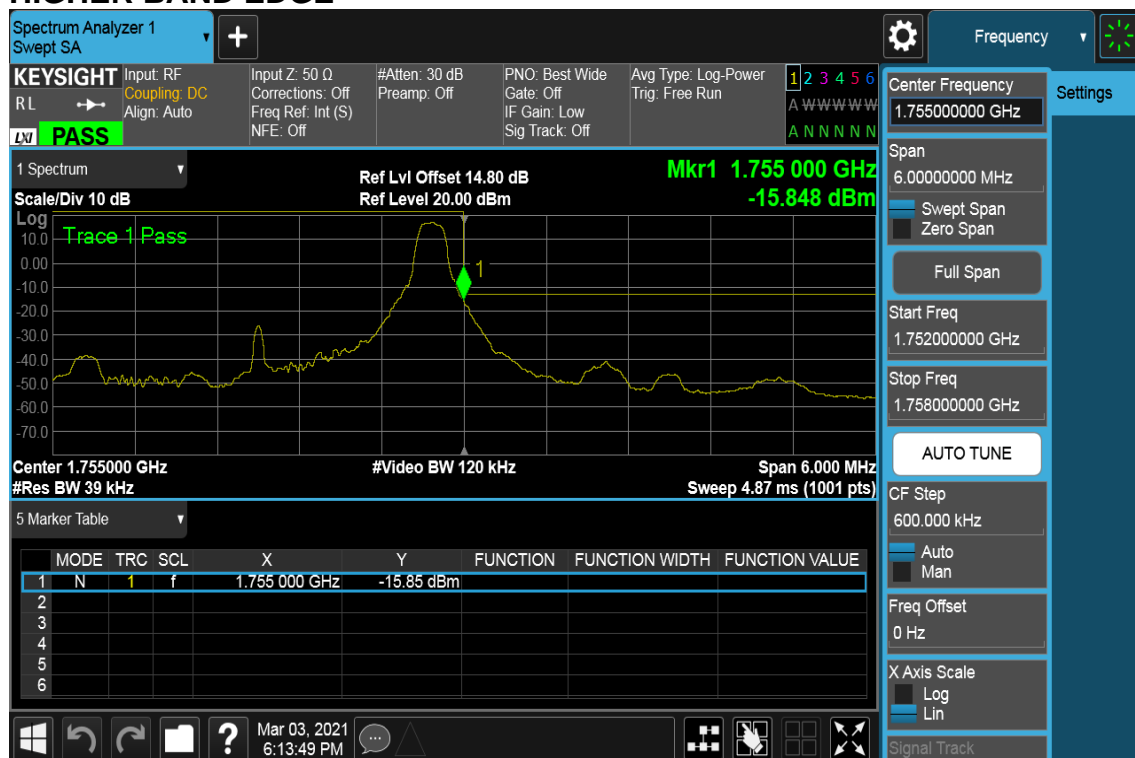 HIGHER BAND EDGE
Spectrum Analyzer 1
Swept SA
+
Frequency
KEYSIGHT
RL
LXI
PASS
Input: RF
Coupling: DC
Align: Auto
Input Z: 50 Ω
Corrections: Off
Freq Ref: Int (S)
NFE: Off
#Atten: 30 dB
Preamp: Off
PNO: Best Wide
Gate: Off
IF Gain: Low
Sig Track: Off
Avg Type: Log-Power
Trig: Free Run
1 2 3 4 5 6
A W W W W W
A N N N N N
1 Spectrum
Scale/Div 10 dB
Ref Lvl Offset 14.80 dB
Ref Level 20.00 dBm
Mkr1 1.755 000 GHz
-15.848 dBm
Log
Trace 1 Pass
1
10.0
0.00
-10.0
-20.0
-30.0
-40.0
-50.0
-60.0
-70.0
Center 1.755000 GHz
#Video BW 120 kHz
Span 6.000 MHz
#Res BW 39 kHz
Sweep 4.87 ms (1001 pts)
5 Marker Table
MODE TRC SCL X Y FUNCTION FUNCTION WIDTH FUNCTION VALUE
1 N 1 f 1.755 000 GHz -15.85 dBm
2
3
4
5
6
Mar 03, 2021
6:13:49 PM
?
Center Frequency
1.755000000 GHz
Settings
Span
6.00000000 MHz
Swept Span
Zero Span
Full Span
Start Freq
1.752000000 GHz
Stop Freq
1.758000000 GHz
AUTO TUNE
CF Step
600.000 kHz
Auto
Man
Freq Offset
0 Hz
X Axis Scale
Log
Lin
Signal Track